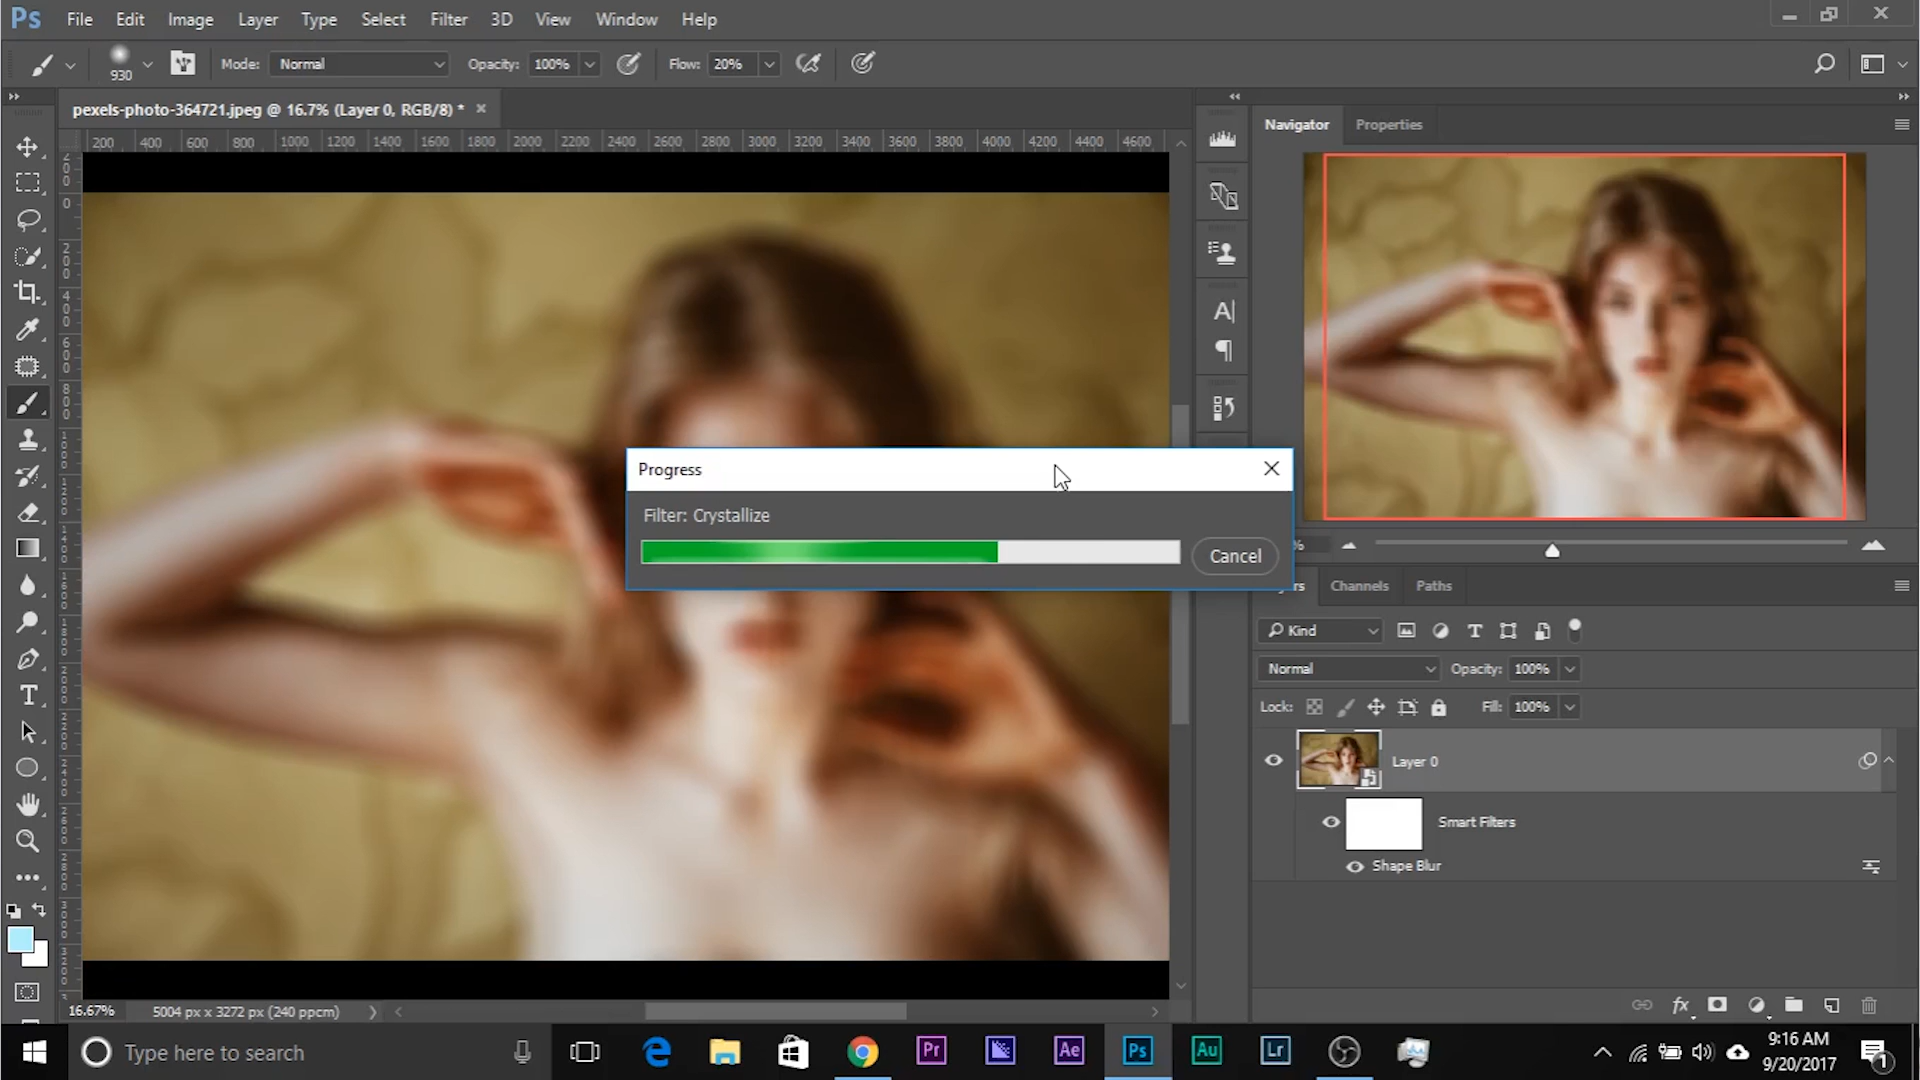 Ps File Edit Image Layer Type Select Filter 3D View Window Help
930 Mode: Normal Opacity: 100% Flow: 20%
pexels-photo-364721.jpeg @ 16.7% (Layer 0, RGB/8) *
200 400 600 800 1000 1200 1400 1600 1800 2000 2200 2400 2600 2800 3000 3200 3400 3600 3800 4000 4200 4400 4600
Navigator Properties
Progress
Filter: Crystallize
Cancel
%
Channels Paths
Kind
Normal Opacity: 100%
Lock: Fill: 100%
Layer 0
Smart Filters
Shape Blur
fx
16.67% 5004 px x 3272 px (240 ppcm)
Type here to search
Pr Ae Ps Au Lr
9:16 AM
9/20/2017
1